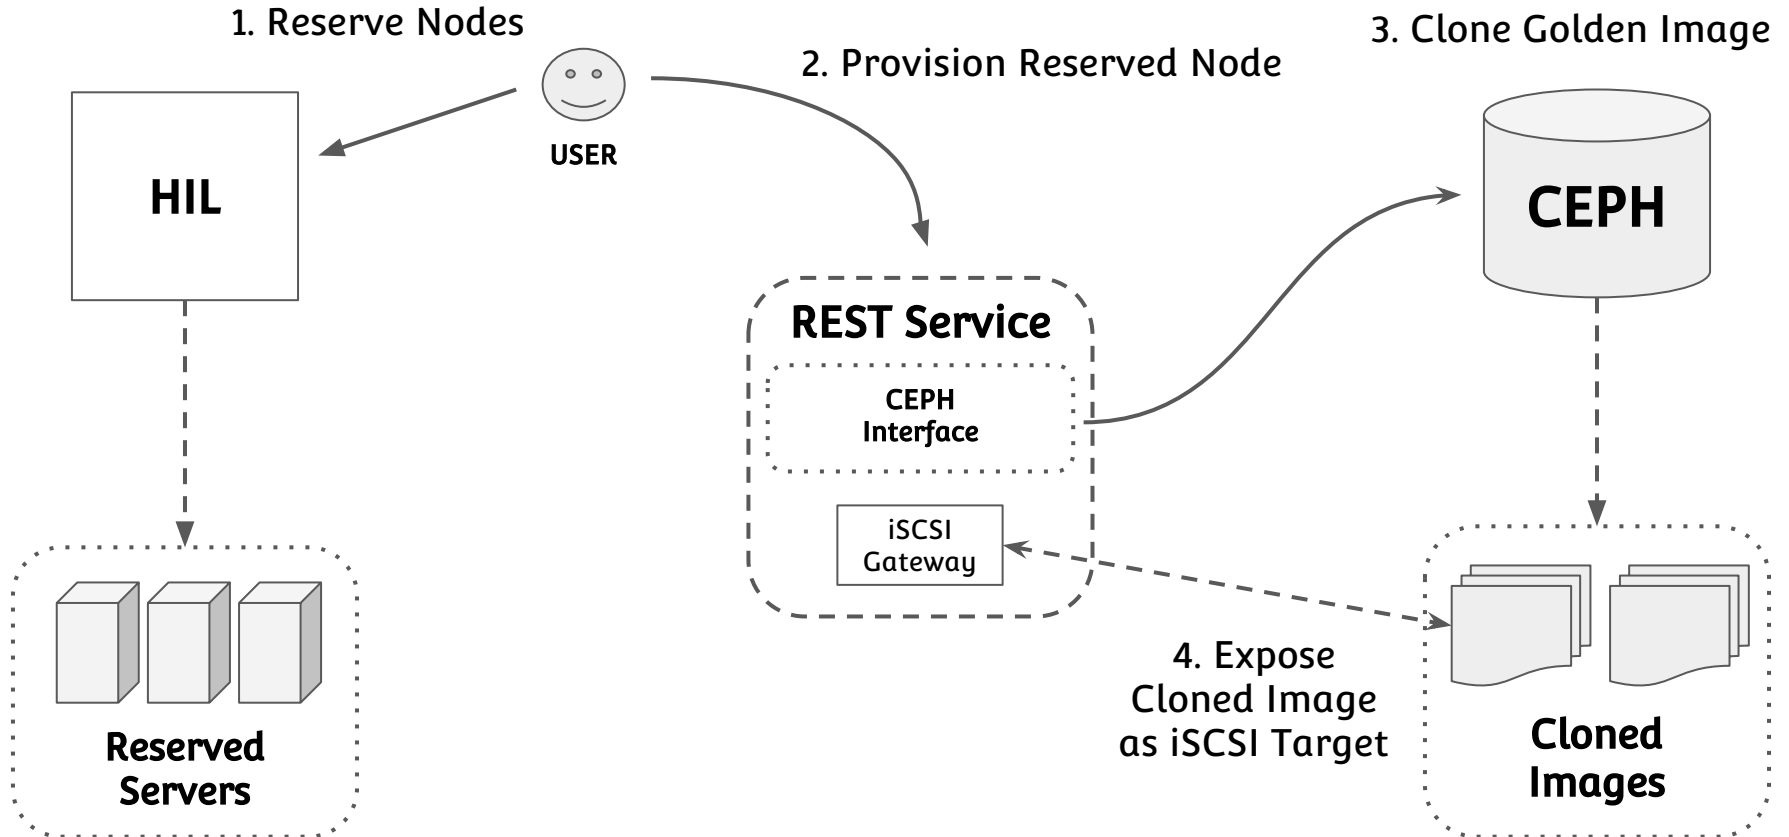 1. Reserve Nodes
2. Provision Reserved Node
3. Clone Golden Image
USER
HIL
CEPH
REST Service
CEPH
Interface
iSCSI
Gateway
4. Expose
Cloned Image
as iSCSI Target
Reserved
Servers
Cloned
Images